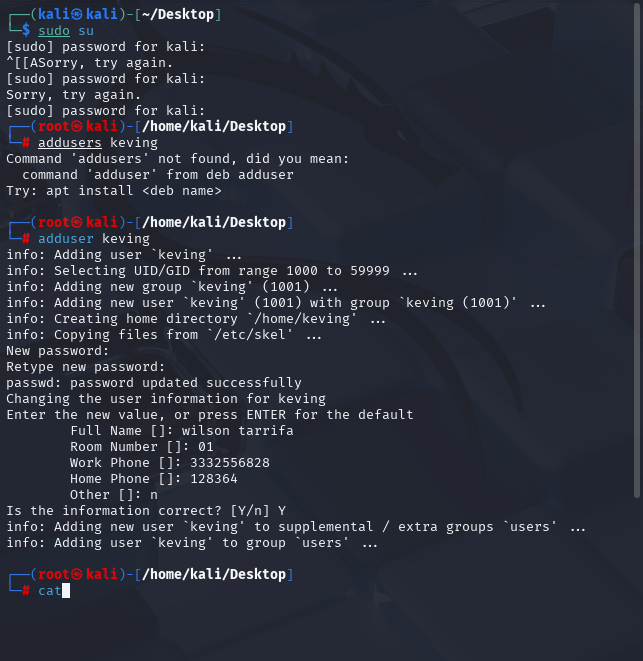 ┌──(kali㉿kali)-[~/Desktop]
└─$ sudo su
[sudo] password for kali:
^[[ASorry, try again.
[sudo] password for kali:
Sorry, try again.
[sudo] password for kali:
┌──(root㉿kali)-[/home/kali/Desktop]
└─# addusers keving
Command 'addusers' not found, did you mean:
  command 'adduser' from deb adduser
Try: apt install <deb name>
┌──(root㉿kali)-[/home/kali/Desktop]
└─# adduser keving
info: Adding user `keving' ...
info: Selecting UID/GID from range 1000 to 59999 ...
info: Adding new group `keving' (1001) ...
info: Adding new user `keving' (1001) with group `keving (1001)' ...
info: Creating home directory `/home/keving' ...
info: Copying files from `/etc/skel' ...
New password:
Retype new password:
passwd: password updated successfully
Changing the user information for keving
Enter the new value, or press ENTER for the default
        Full Name []: wilson tarrifa
        Room Number []: 01
        Work Phone []: 3332556828
        Home Phone []: 128364
        Other []: n
Is the information correct? [Y/n] Y
info: Adding new user `keving' to supplemental / extra groups `users' ...
info: Adding user `keving' to group `users' ...
┌──(root㉿kali)-[/home/kali/Desktop]
└─# cat